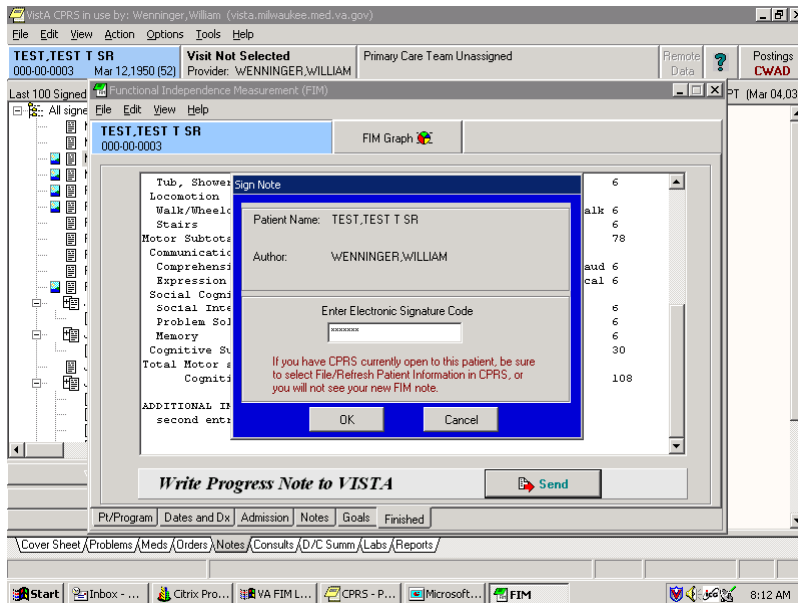 VistA CPRS in use by: Wenninger,William (vista.milwaukee.med.va.gov)
File Edit View Action Options Tools Help
TEST,TEST T SR Visit Not Selected Primary Care Team Unassigned Remote Data Postings
000-00-0003 Mar 12,1950 (52) Provider: WENNINGER,WILLIAM CWAD
Last 100 Signed
PT (Mar 04,03
All signe
Functional Independence Measurement (FIM)
File Edit View Help
TEST,TEST T SR
000-00-0003
FIM Graph
Tub, Shower 6
Locomotion
Walk/Wheelc alk 6
Stairs 6
Motor Subtota 78
Communicatio
Comprehensi aud 6
Expression cal 6
Social Cogni
Social Inte 6
Problem Sol 6
Memory 6
Cognitive Su 30
Total Motor
Cogniti 108
ADDITIONAL
second entr
Sign Note
Patient Name: TEST,TEST T SR
Author: WENNINGER,WILLIAM
Enter Electronic Signature Code
xxxxxxx
If you have CPRS currently open to this patient, be sure
to select File/Refresh Patient Information in CPRS, or
you will not see your new FIM note.
OK Cancel
Write Progress Note to VISTA Send
Pt/Program Dates and Dx Admission Notes Goals Finished
Cover Sheet Problems Meds Orders Notes Consults D/C Summ Labs Reports
Start Inbox - ... Citrix Pro... VA FIM L... CPRS - P... Microsoft... FIM 8:12 AM